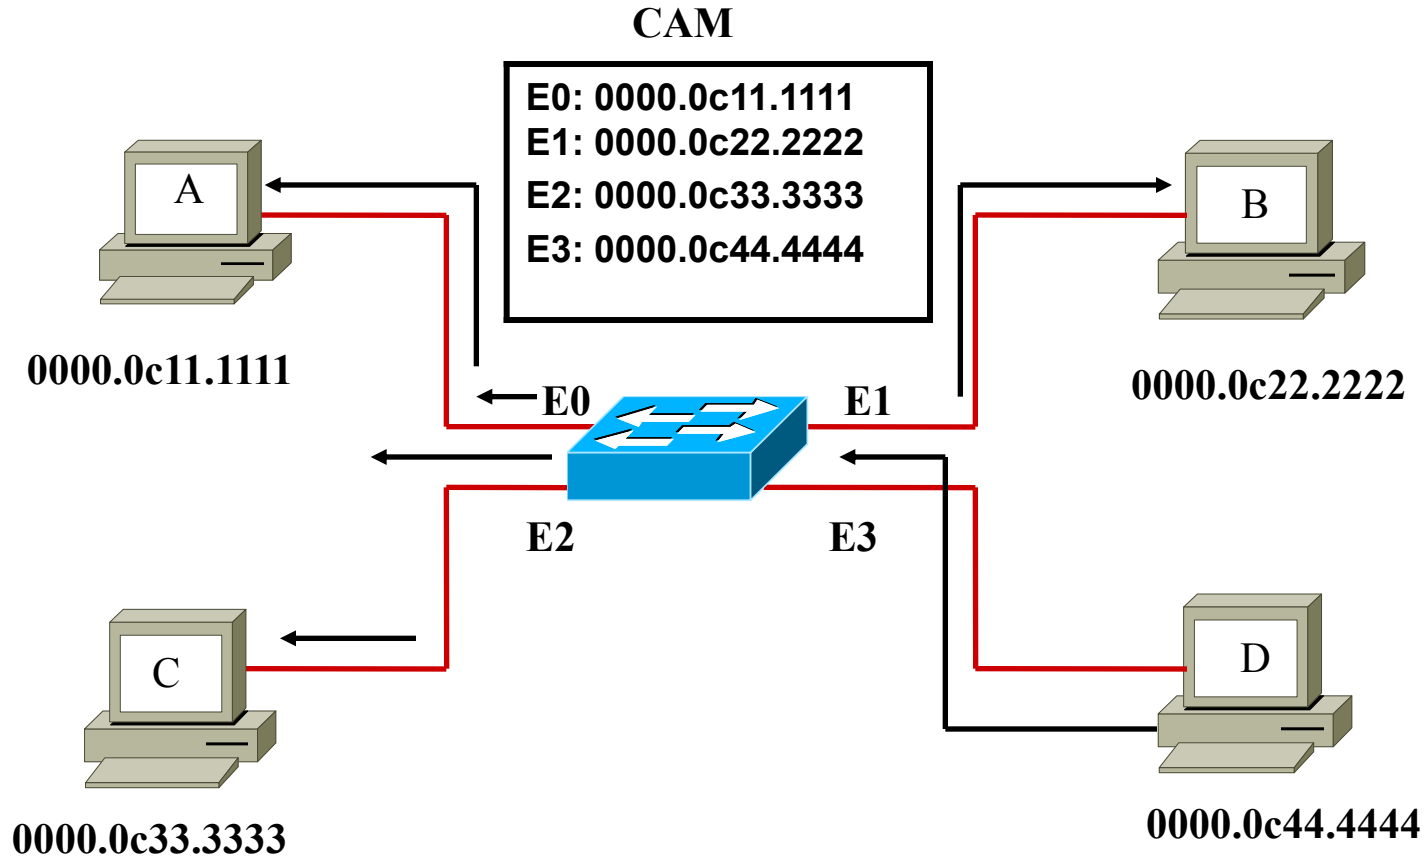 CAM
E0: 0000.0c11.1111
E1: 0000.0c22.2222
E2: 0000.0c33.3333
E3: 0000.0c44.4444
A
B
0000.0c11.1111
0000.0c22.2222
E0
E1
E2
E3
C
D
0000.0c33.3333
0000.0c44.4444